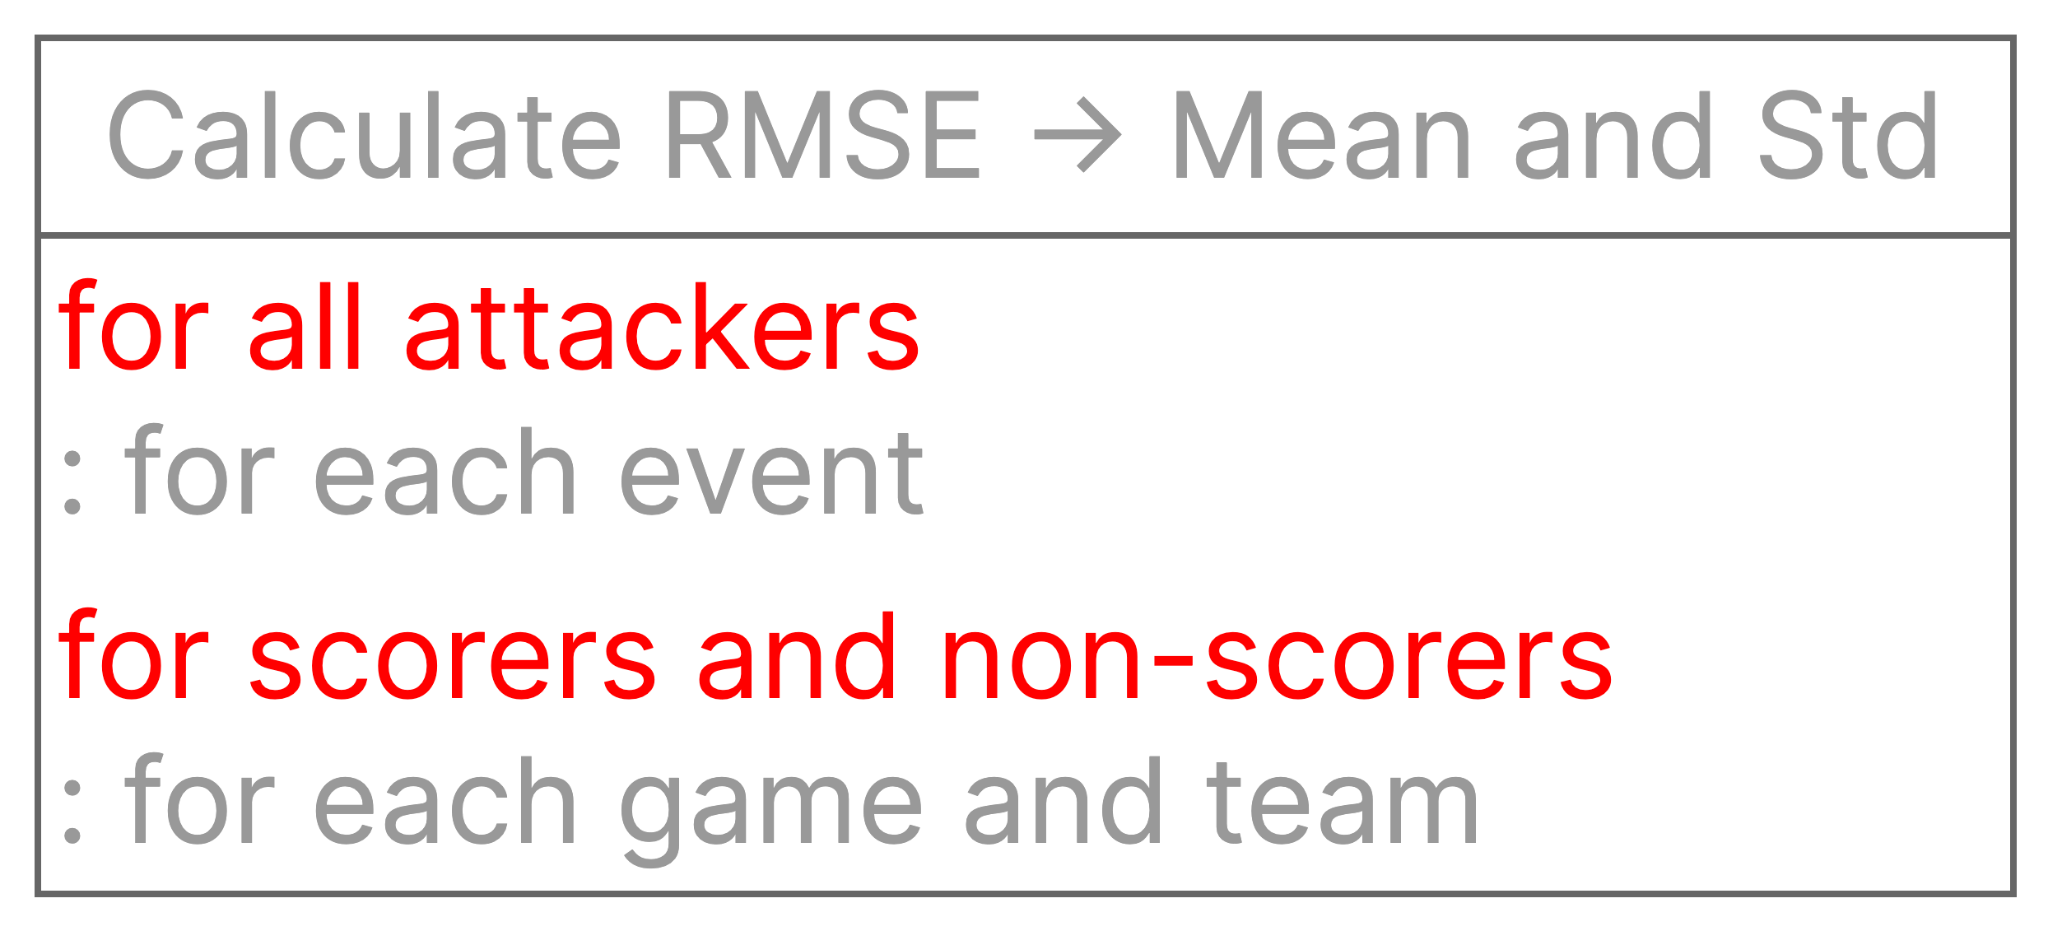 Calculate RMSE → Mean and Std
for all attackers
: for each event
for scorers and non-scorers
: for each game and team